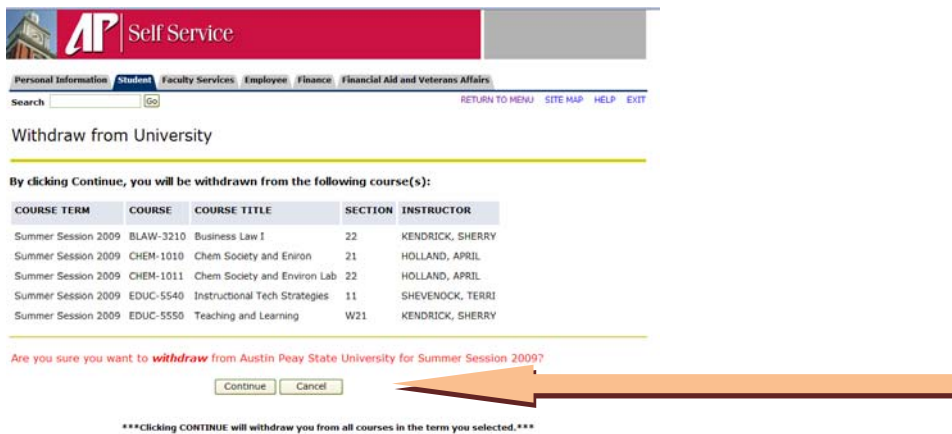 AP Self Service
Personal Information Student Faculty Services Employee Finance Financial Aid and Veterans Affairs
Search Go RETURN TO MENU SITE MAP HELP EXIT
Withdraw from University
By clicking Continue, you will be withdrawn from the following course(s):
COURSE TERM COURSE COURSE TITLE SECTION INSTRUCTOR
Summer Session 2009 BLAW-3210 Business Law I 22 KENDRICK, SHERRY
Summer Session 2009 CHEM-1010 Chem Society and Eniron 21 HOLLAND, APRIL
Summer Session 2009 CHEM-1011 Chem Society and Environ Lab 22 HOLLAND, APRIL
Summer Session 2009 EDUC-5540 Instructional Tech Strategies 11 SHEVENOCK, TERRI
Summer Session 2009 EDUC-5550 Teaching and Learning W21 KENDRICK, SHERRY
Are you sure you want to withdraw from Austin Peay State University for Summer Session 2009?
Continue Cancel
***Clicking CONTINUE will withdraw you from all courses in the term you selected.***